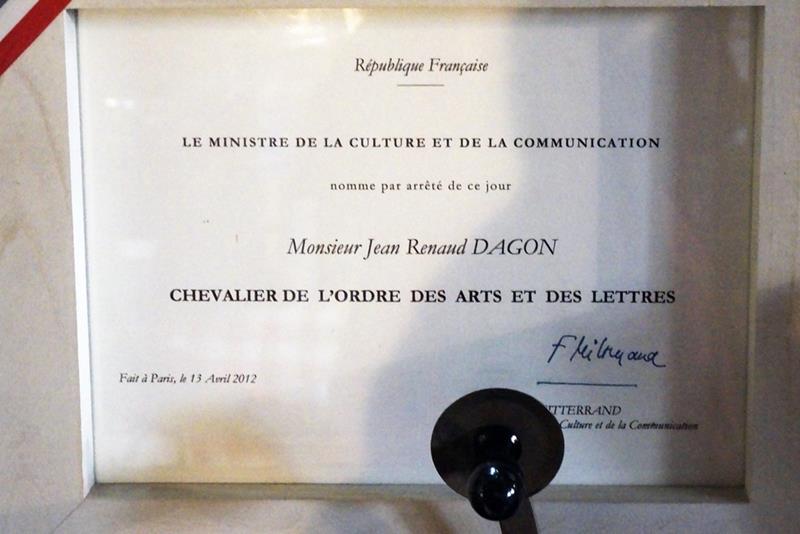 République Française
LE MINISTRE DE LA CULTURE ET DE LA COMMUNICATION
nomme par arrêté de ce jour
Monsieur Jean Renaud DAGON
CHEVALIER DE L'ORDRE DES ARTS ET DES LETTRES
Fait à Paris, le 13 Avril 2012
Culture et de la Communication